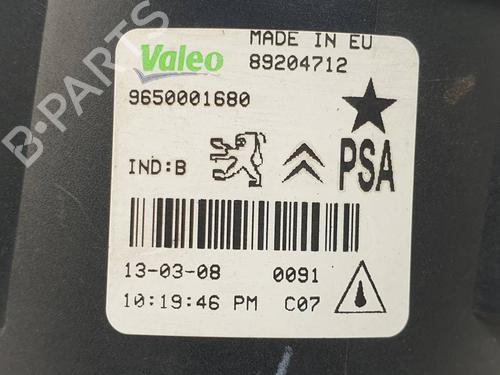 Valeo
MADE IN EU
89204712
9650001680
IND:B
PSA
13-03-08 0091
10:19:46 PM C07
B-PARTS